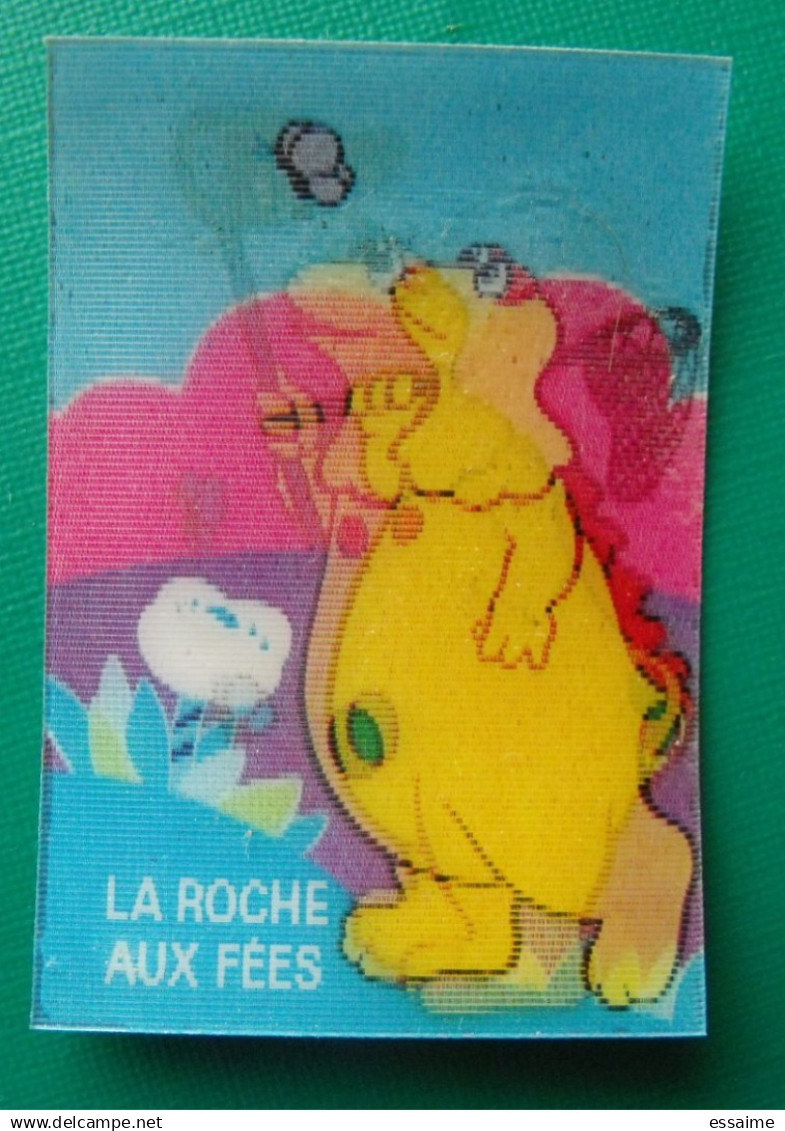 LA ROCHE
AUX FÉES
www.delcampe.net
essaime